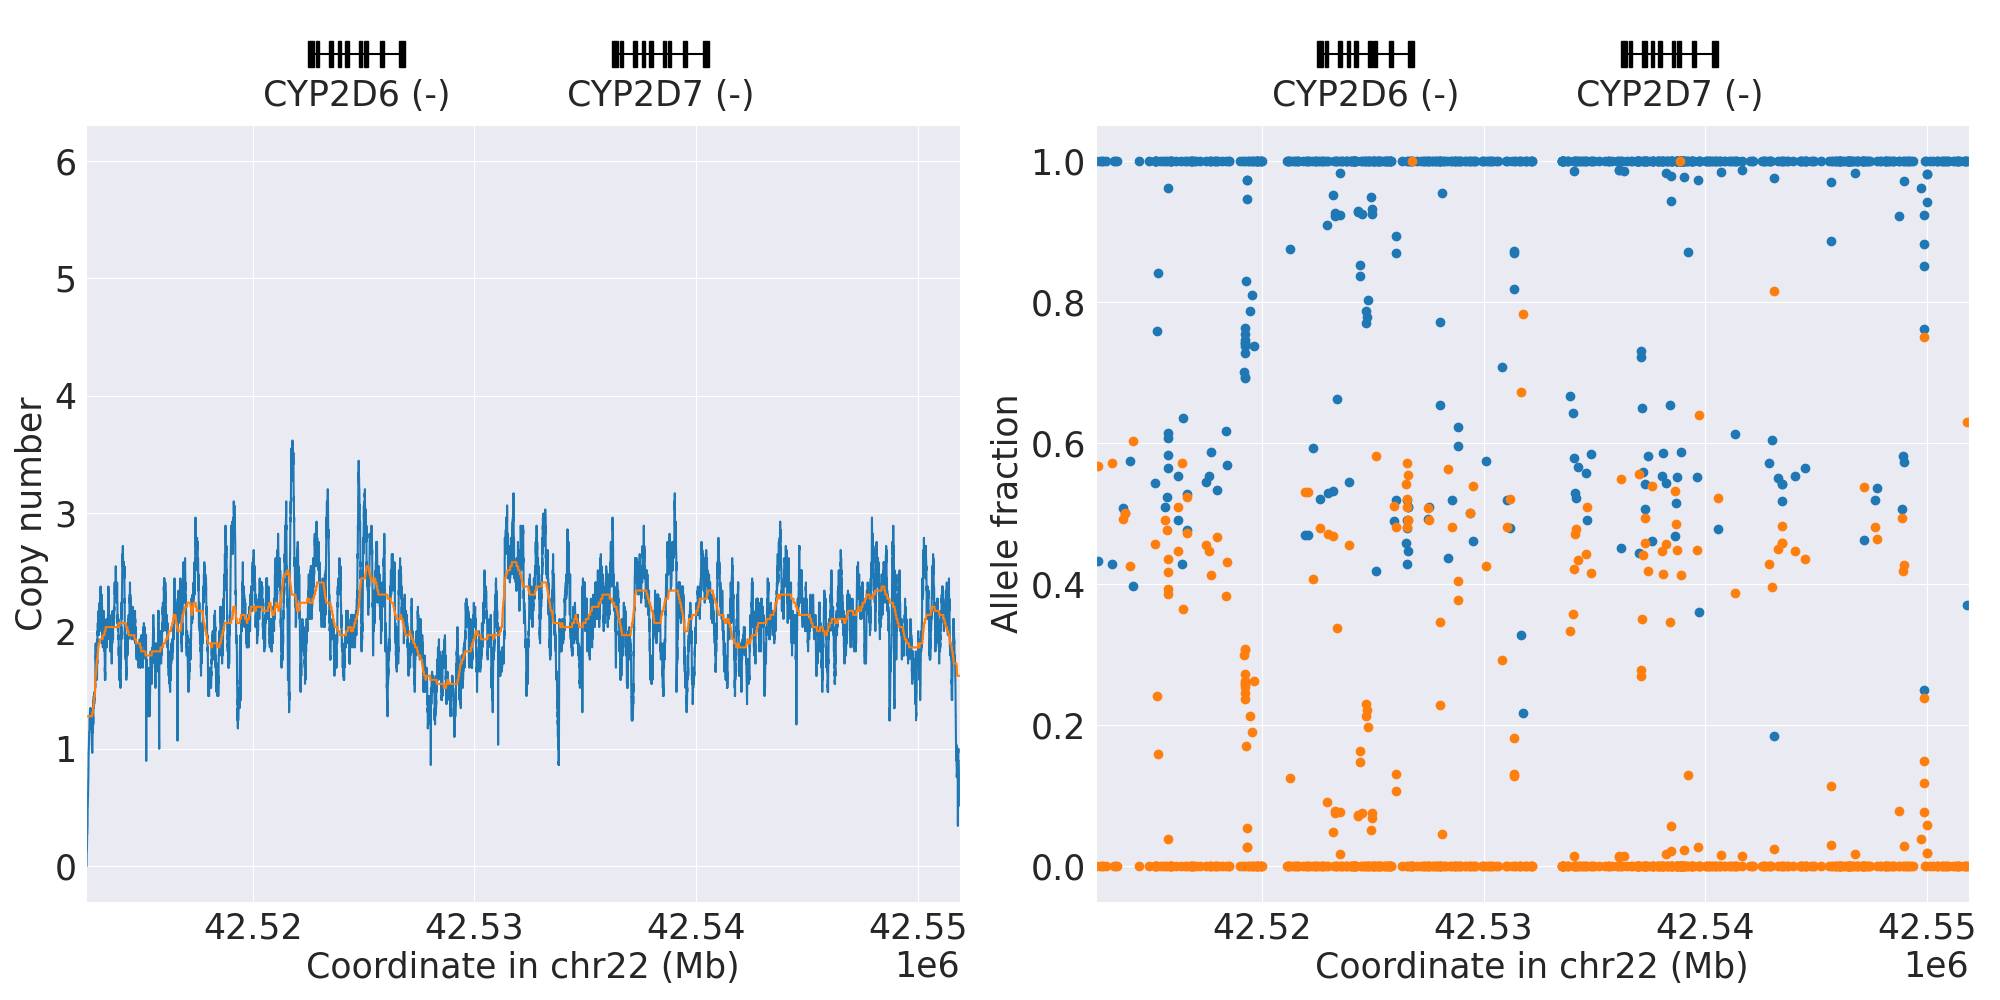 CYP2D6 (-) CYP2D7 (-)
6
5
4
3
2
1
0
Copy number
42.52 42.53 42.54 42.55
Coordinate in chr22 (Mb) 1e6
CYP2D6 (-) CYP2D7 (-)
1.0
0.8
0.6
0.4
0.2
0.0
Allele fraction
42.52 42.53 42.54 42.55
Coordinate in chr22 (Mb) 1e6